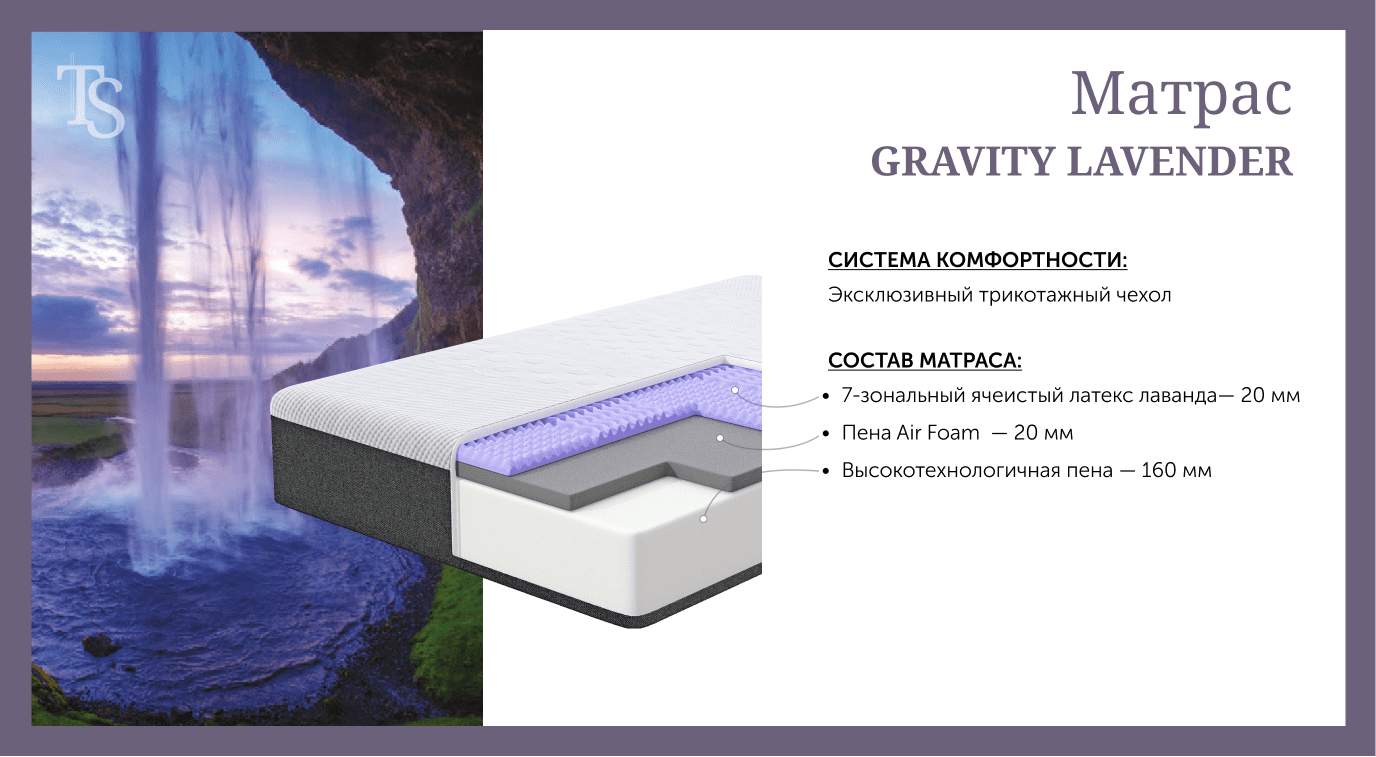 TS
Матрас
GRAVITY LAVENDER
СИСТЕМА КОМФОРТНОСТИ:
Эксклюзивный трикотажный чехол
СОСТАВ МАТРАСА:
• 7-зональный ячеистый латекс лаванда— 20 мм
• Пена Air Foam — 20 мм
• Высокотехнологичная пена — 160 мм